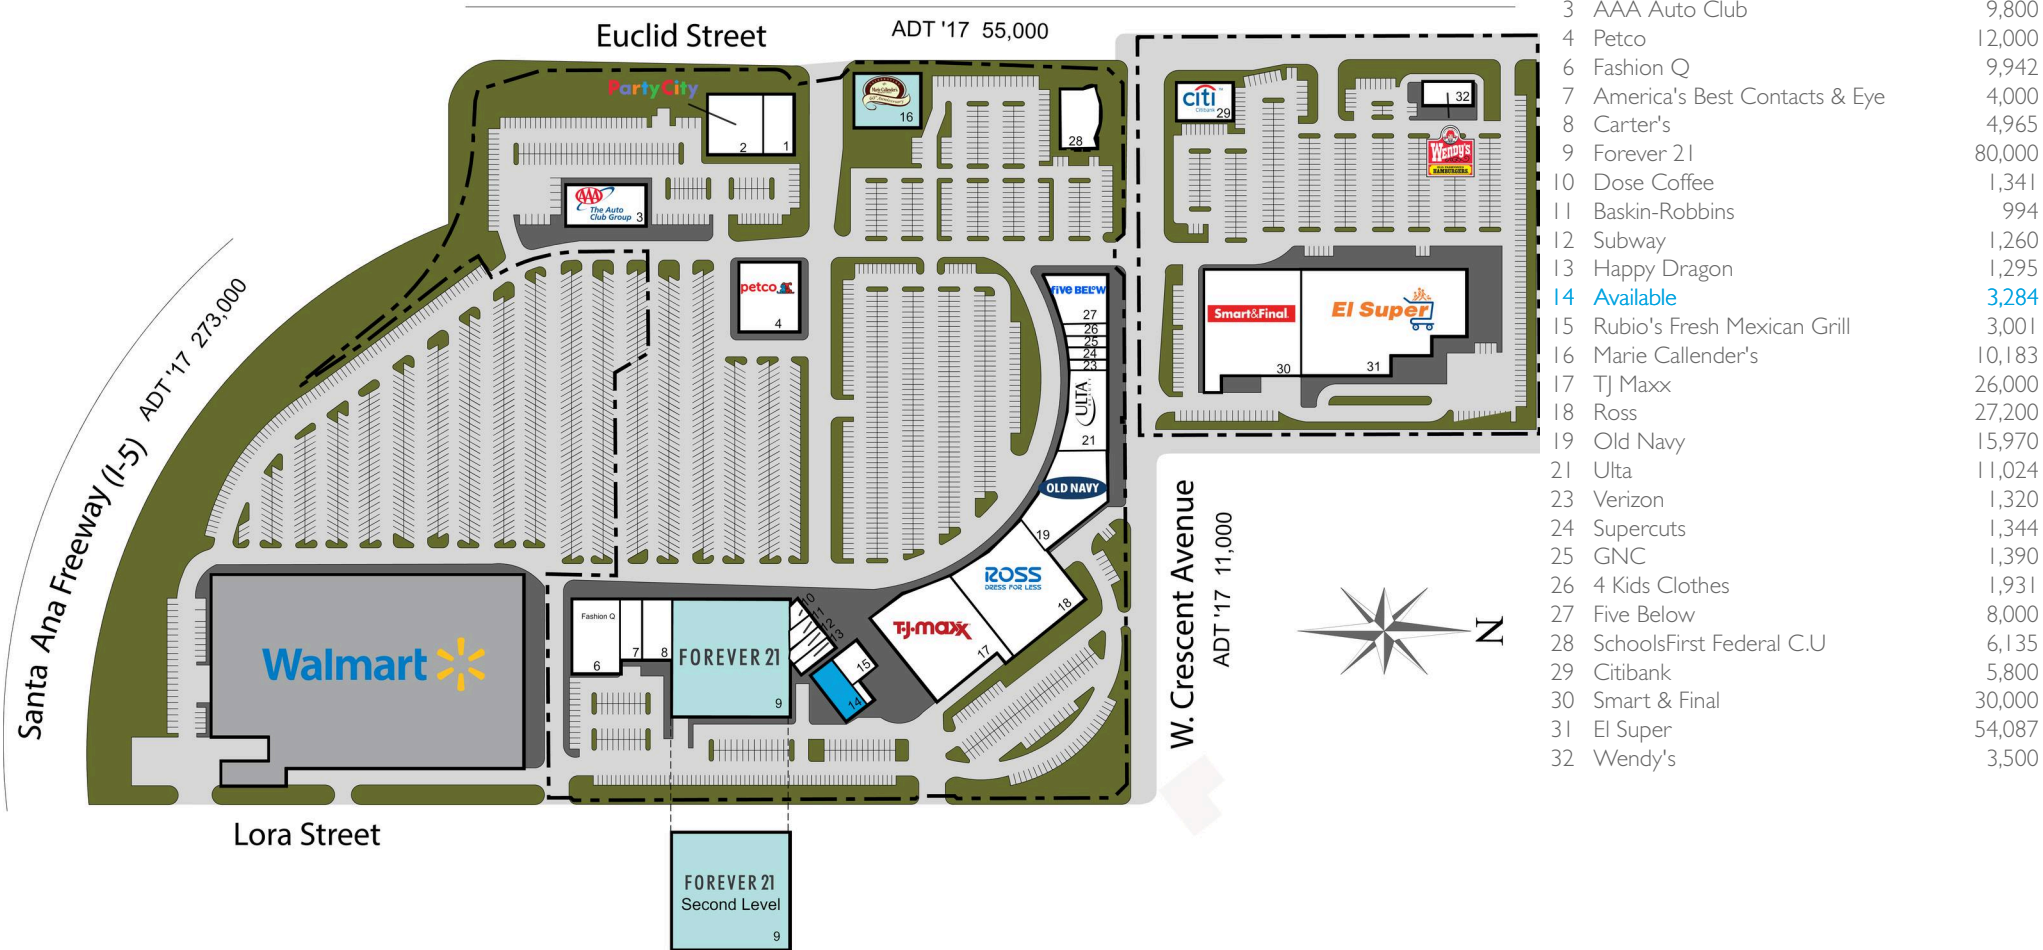 Euclid Street
ADT '17 55,000
PartyCity
2
1
Marie Callender's
16
28
citi
Citibank
29
32
Wendy's
HAMBURGERS
AAA
The Auto
Club Group
3
petco
4
five BEL°W
27
26
25
24
23
ULTA
21
OLD NAVY
19
Smart&Final.
30
El Super
31
Santa Ana Freeway (I-5) ADT '17 273,000
Walmart
Fashion Q
6
7
8
FOREVER 21
9
10
11
12
13
15
14
T.J.maxx
17
ROSS
DRESS FOR LESS
18
W. Crescent Avenue
ADT '17 11,000
N
Lora Street
FOREVER 21
Second Level
9
3 AAA Auto Club 9,800
4 Petco 12,000
6 Fashion Q 9,942
7 America's Best Contacts & Eye 4,000
8 Carter's 4,965
9 Forever 21 80,000
10 Dose Coffee 1,341
11 Baskin-Robbins 994
12 Subway 1,260
13 Happy Dragon 1,295
14 Available 3,284
15 Rubio's Fresh Mexican Grill 3,001
16 Marie Callender's 10,183
17 TJ Maxx 26,000
18 Ross 27,200
19 Old Navy 15,970
21 Ulta 11,024
23 Verizon 1,320
24 Supercuts 1,344
25 GNC 1,390
26 4 Kids Clothes 1,931
27 Five Below 8,000
28 SchoolsFirst Federal C.U 6,135
29 Citibank 5,800
30 Smart & Final 30,000
31 El Super 54,087
32 Wendy's 3,500